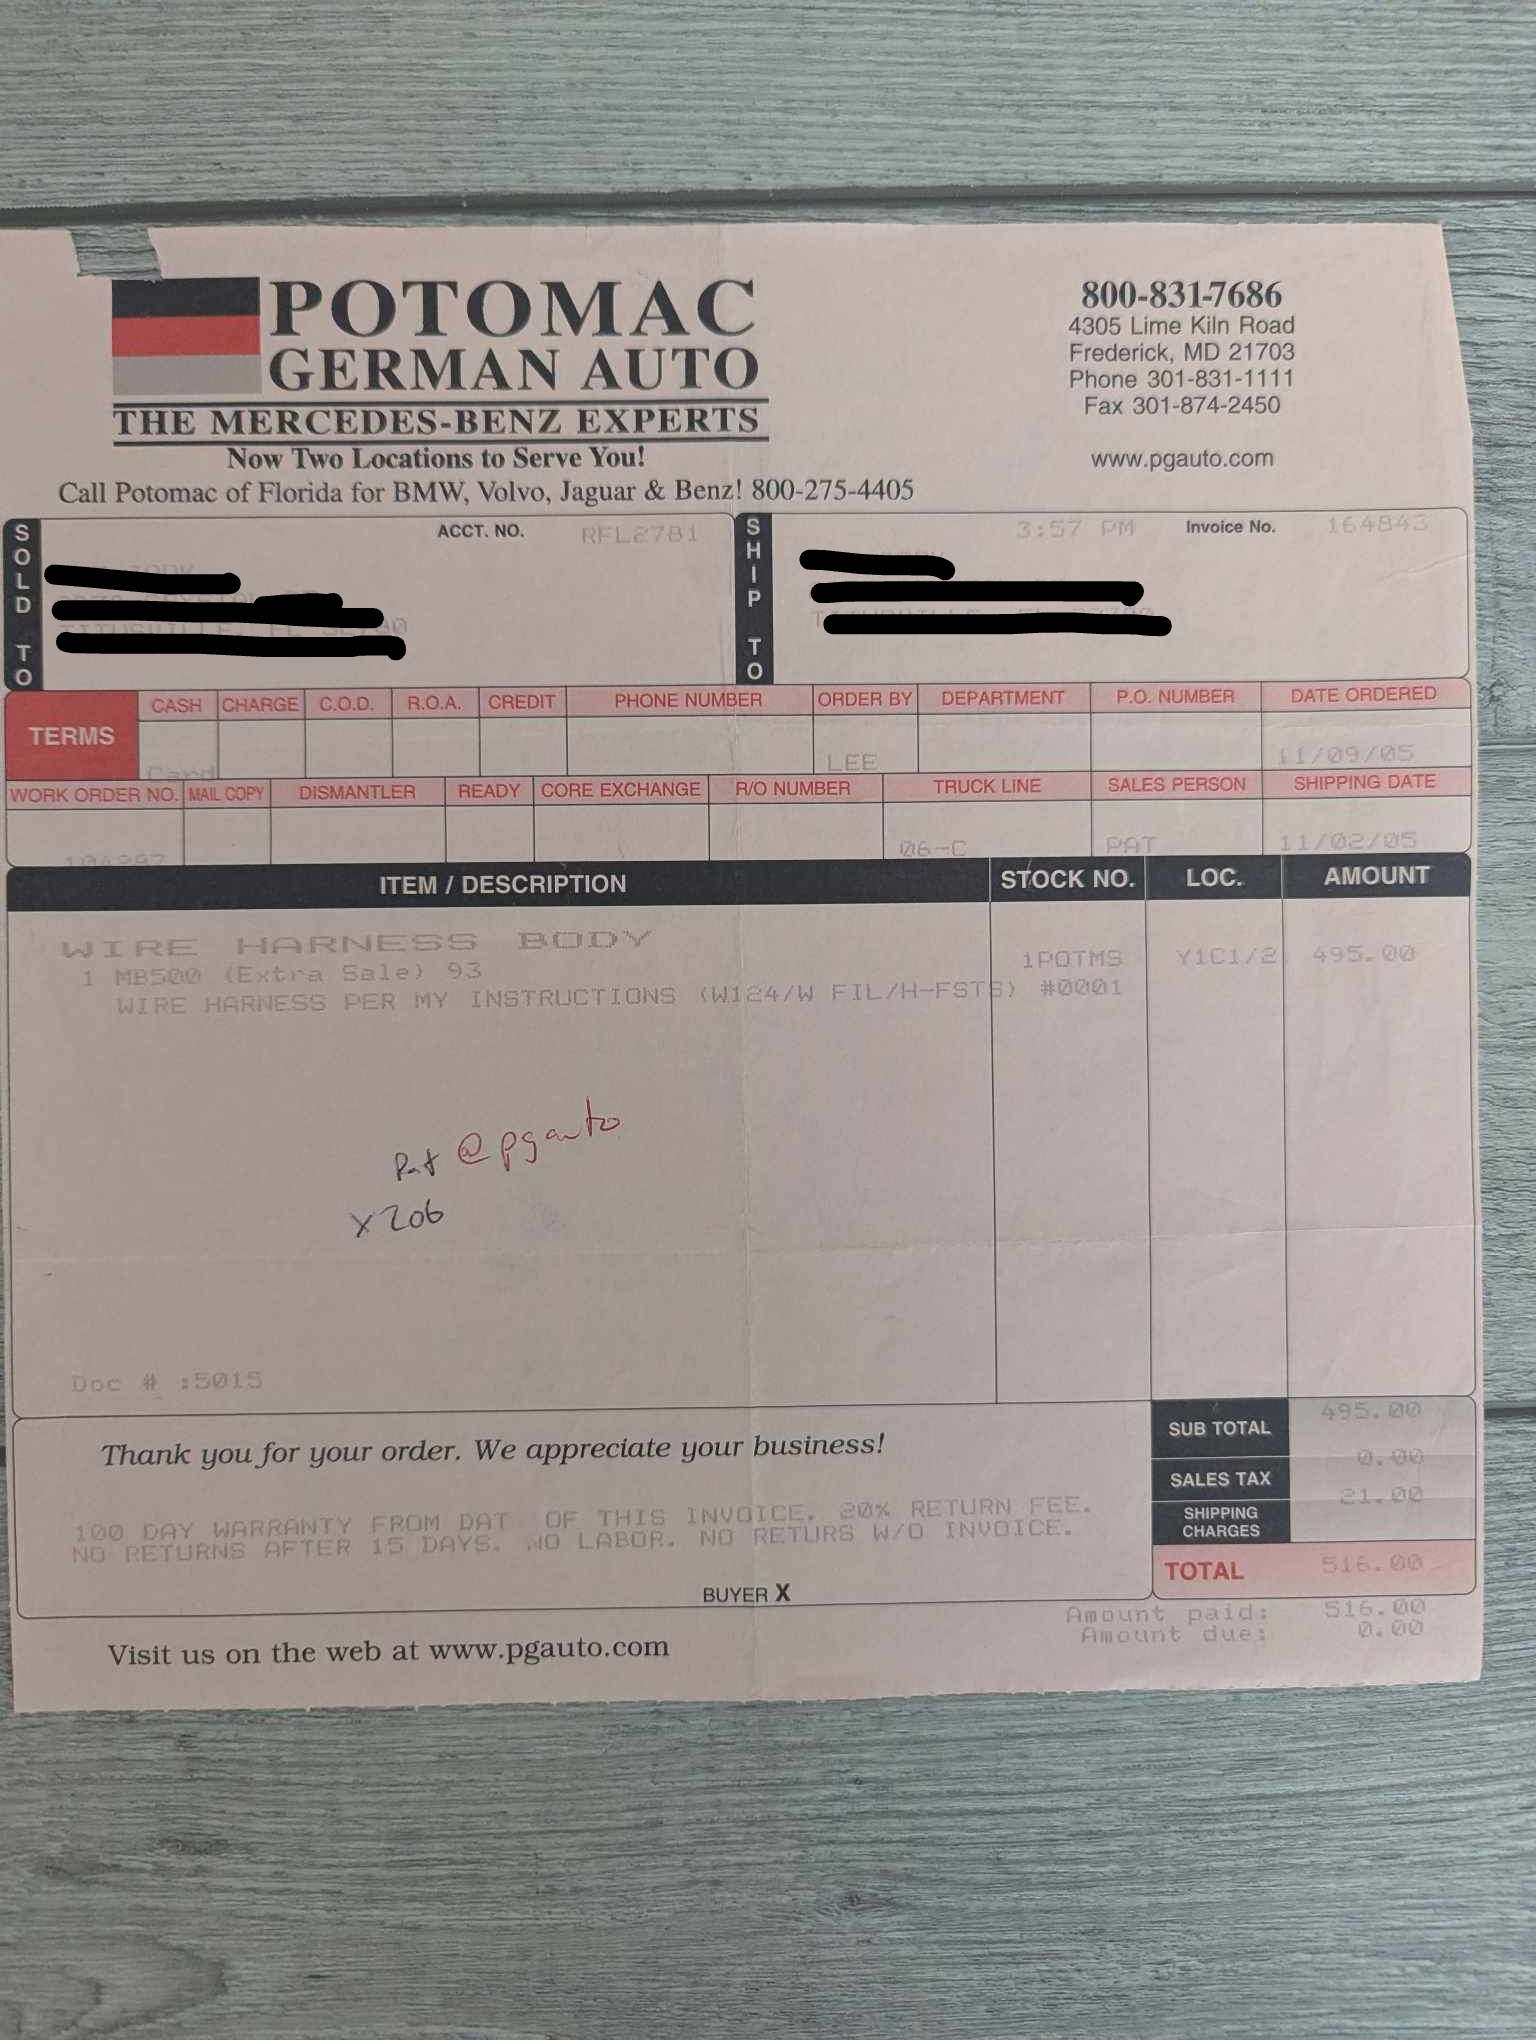 POTOMAC
GERMAN AUTO
THE MERCEDES-BENZ EXPERTS
Now Two Locations to Serve You!
Call Potomac of Florida for BMW, Volvo, Jaguar & Benz! 800-275-4405
800-831-7686
4305 Lime Kiln Road
Frederick, MD 21703
Phone 301-831-1111
Fax 301-874-2450
www.pgauto.com
SOLD TO
ACCT. NO. RFL2781
SHIP TO
3:57 PM Invoice No. 164843
TERMS
CASH CHARGE C.O.D. R.O.A. CREDIT PHONE NUMBER ORDER BY DEPARTMENT P.O. NUMBER DATE ORDERED
Card LEE 11/09/05
WORK ORDER NO. MAIL COPY DISMANTLER READY CORE EXCHANGE R/O NUMBER TRUCK LINE SALES PERSON SHIPPING DATE
06-C PAT 11/02/05
ITEM / DESCRIPTION STOCK NO. LOC. AMOUNT
WIRE HARNESS BODY
1 MB500 (Extra Sale) 93 1POTMS Y1C1/2 495.00
WIRE HARNESS PER MY INSTRUCTIONS (W124/W FIL/H-FSTS) #0001
Pat @pgauto
x206
Doc # :5015
Thank you for your order. We appreciate your business!
100 DAY WARRANTY FROM DAT OF THIS INVOICE. 20% RETURN FEE.
NO RETURNS AFTER 15 DAYS. NO LABOR. NO RETURS W/O INVOICE.
BUYER X
SUB TOTAL 495.00
SALES TAX 0.00
SHIPPING CHARGES 21.00
TOTAL 516.00
Amount paid: 516.00
Amount due: 0.00
Visit us on the web at www.pgauto.com